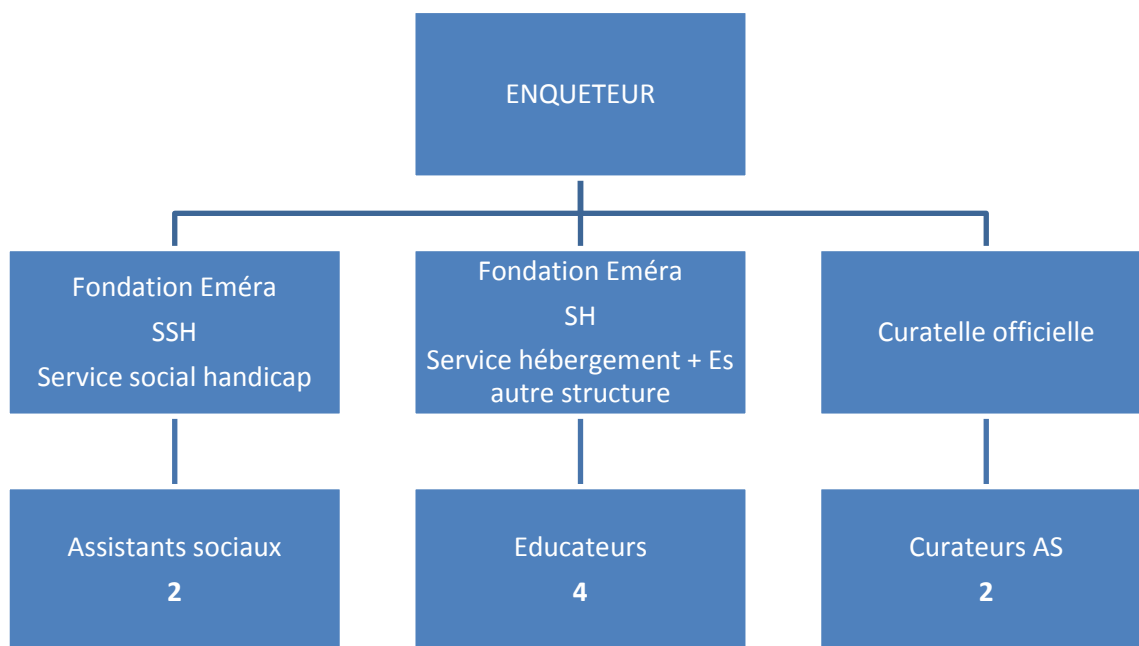 ENQUETEUR
Fondation Eméra
SSH
Service social handicap
Fondation Eméra
SH
Service hébergement + Es
autre structure
Curatelle officielle
Assistants sociaux
2
Educateurs
4
Curateurs AS
2